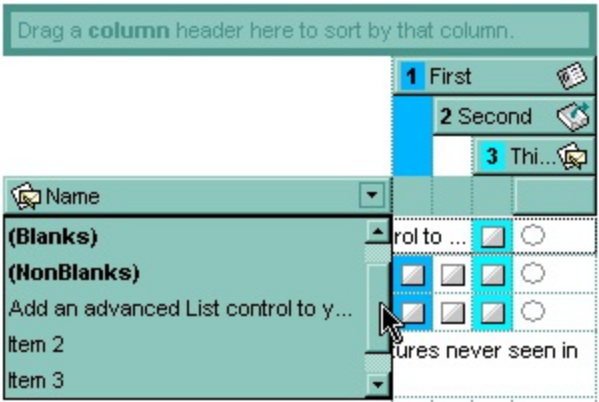 Drag a column header here to sort by that column.
1 First
2 Second
3 Thi...
Name
(Blanks)
rol to ...
(NonBlanks)
Add an advanced List control to y...
Item 2
tures never seen in
Item 3